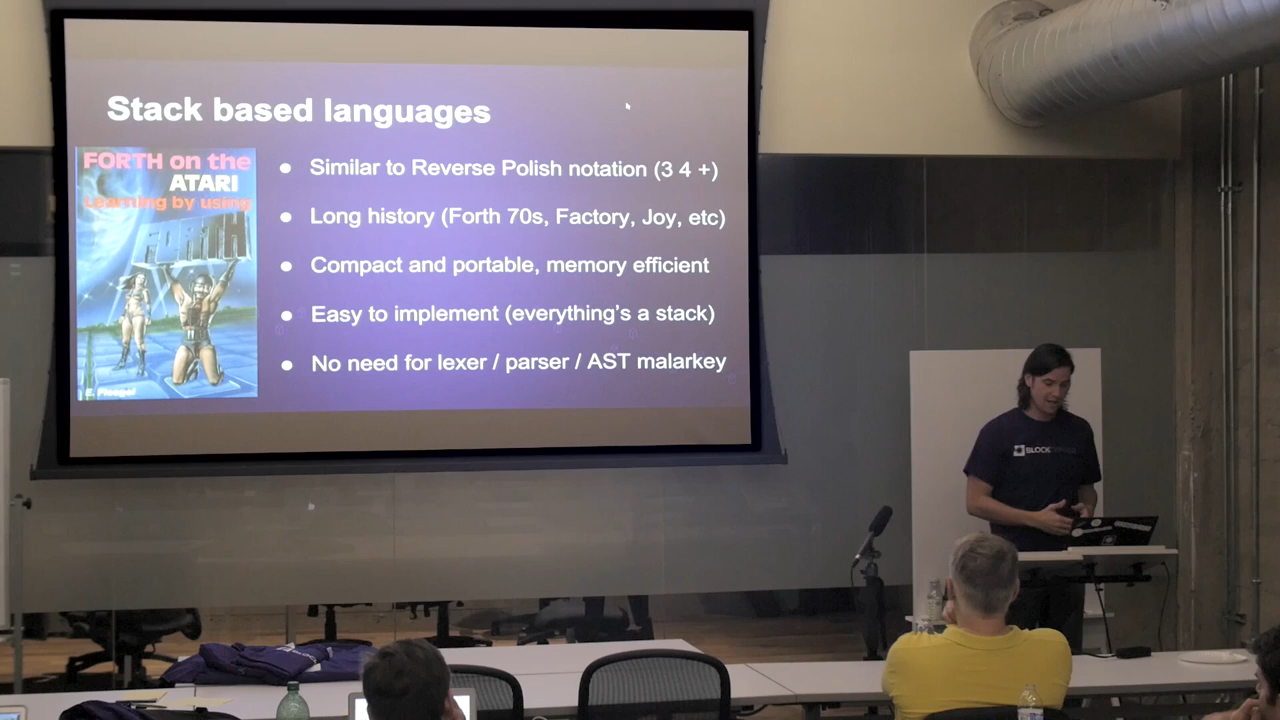 Stack based languages
FORTH on the
ATARI
Learning by using
FORTH
E. Floegel
● Similar to Reverse Polish notation (3 4 +)
● Long history (Forth 70s, Factory, Joy, etc)
● Compact and portable, memory efficient
● Easy to implement (everything's a stack)
● No need for lexer / parser / AST malarkey
BLOCK